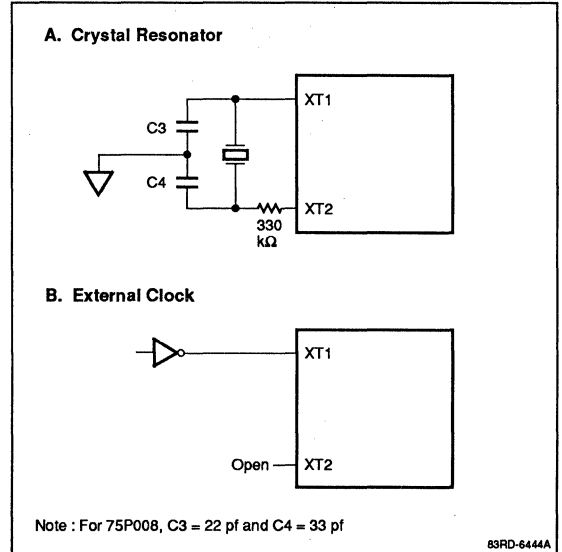 A. Crystal Resonator
XT1
C3
C4
XT2
330
kΩ
B. External Clock
XT1
Open
XT2
Note : For 75P008, C3 = 22 pf and C4 = 33 pf
83RD-6444A